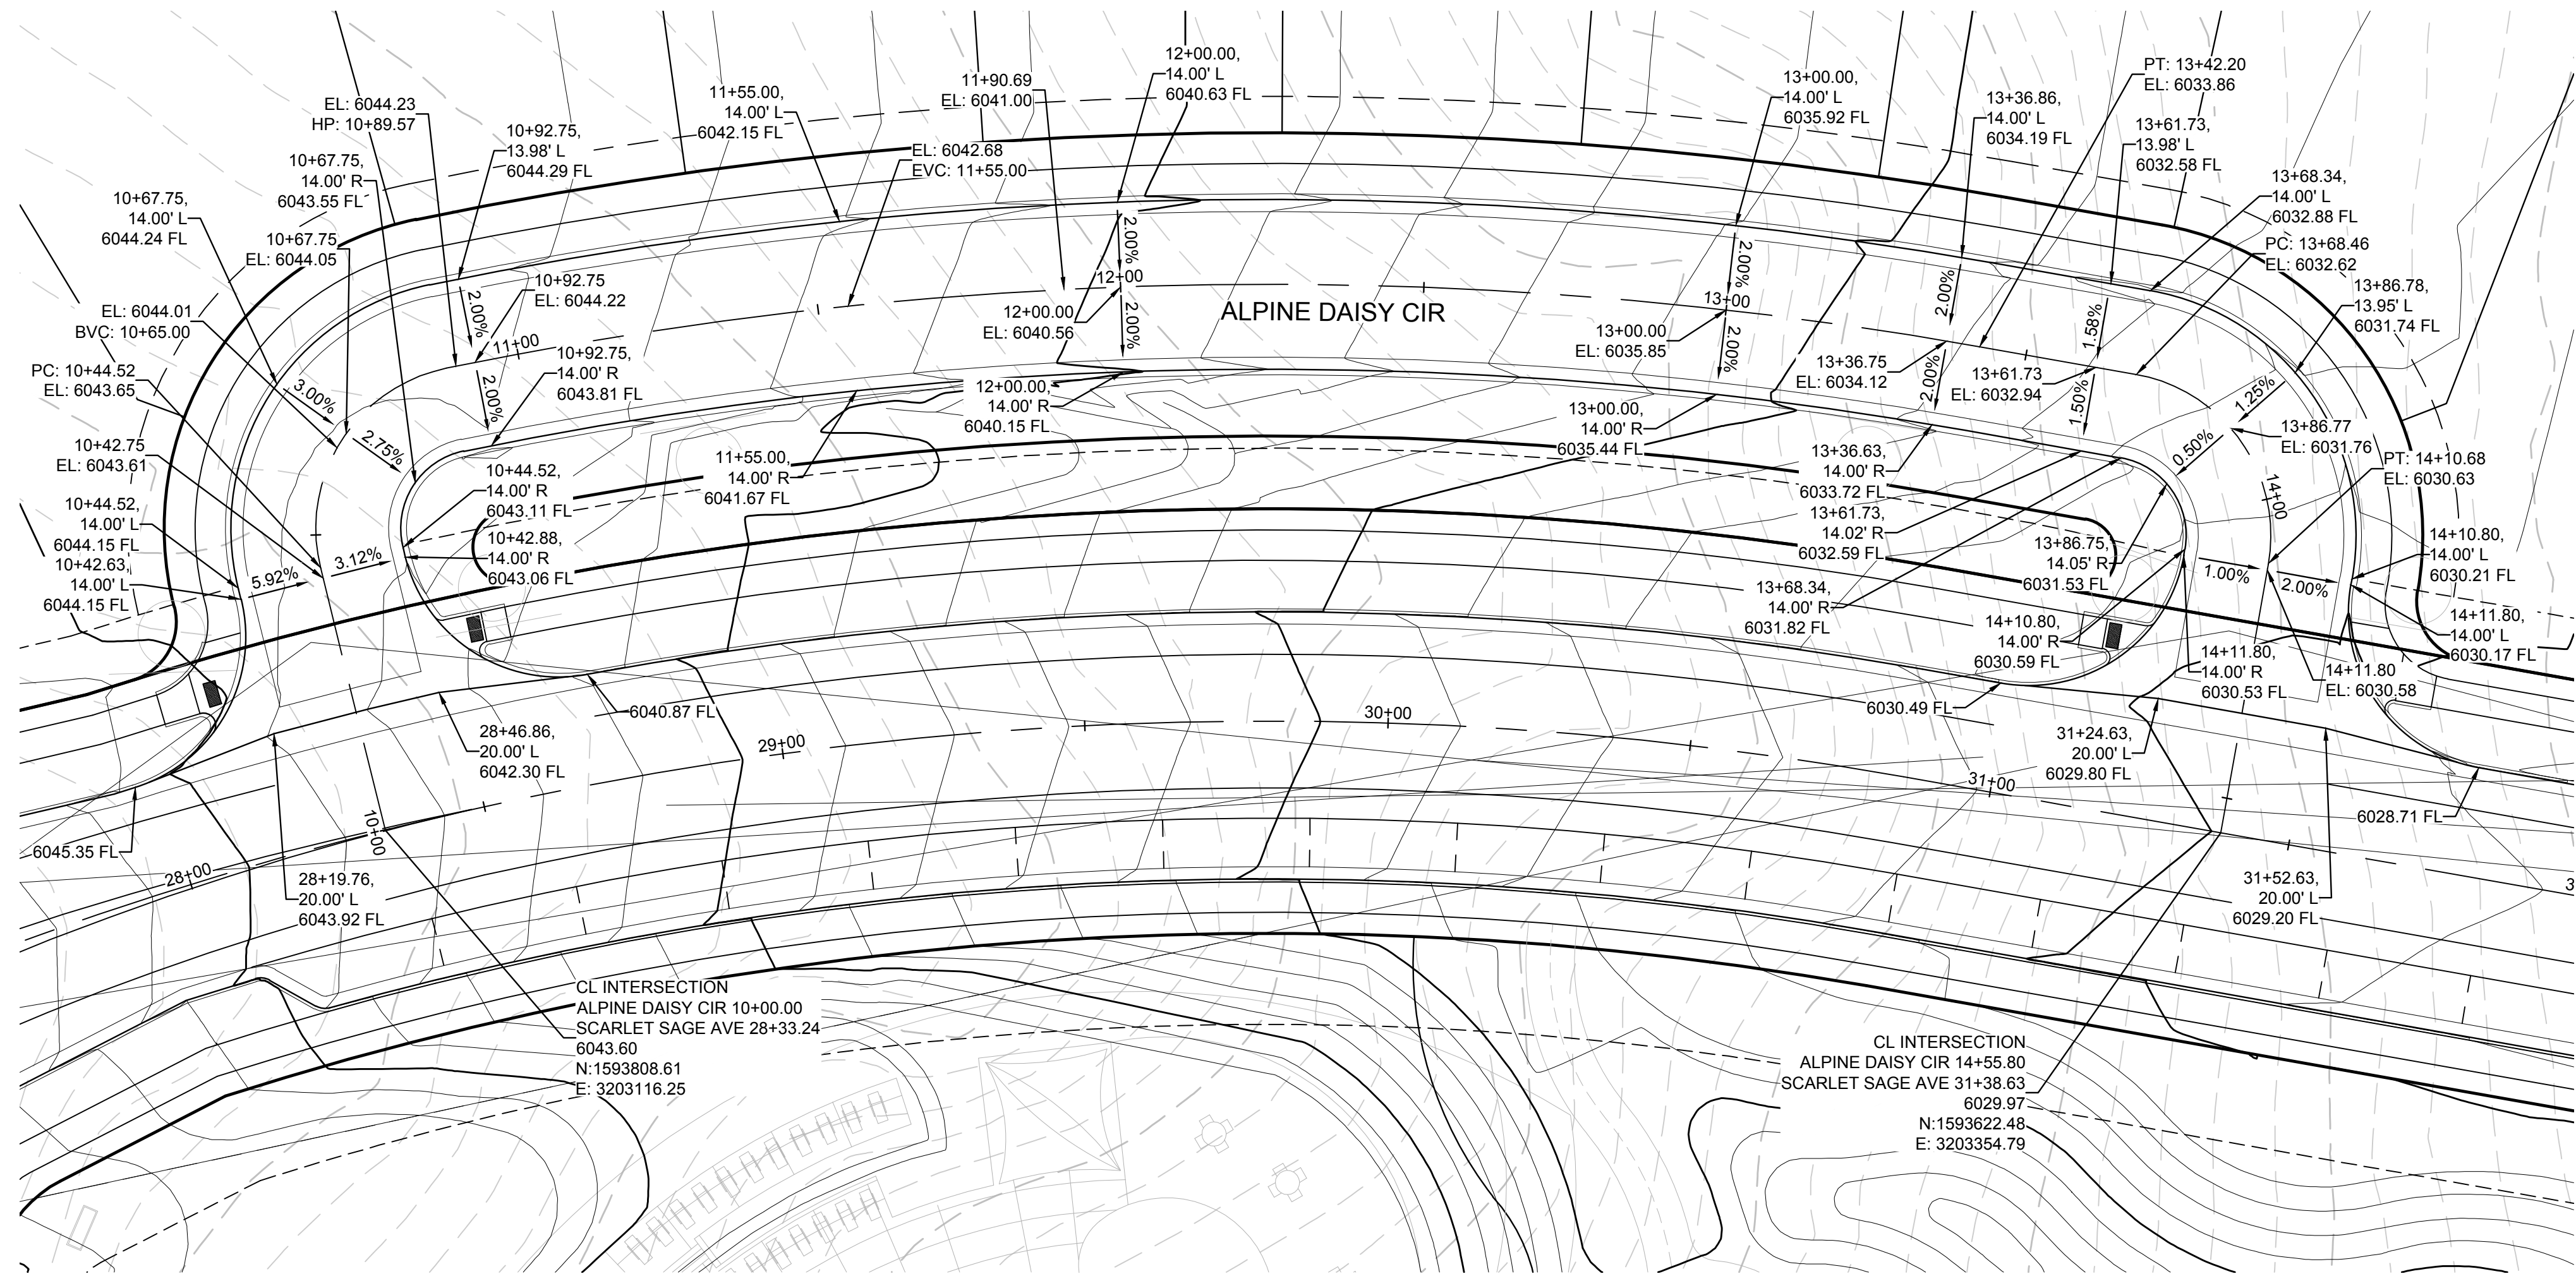 12+00.00,
14.00' L
6040.63 FL
11+90.69
EL: 6041.00
13+00.00,
14.00' L
6035.92 FL
PT: 13+42.20
EL: 6033.86
EL: 6044.23
HP: 10+89.57
11+55.00,
14.00' L
6042.15 FL
13+36.86,
14.00' L
6034.19 FL
10+92.75,
13.98' L
6044.29 FL
13+61.73,
13.98' L
6032.58 FL
10+67.75,
14.00' R
6043.55 FL
EL: 6042.68
EVC: 11+55.00
13+68.34,
14.00' L
6032.88 FL
10+67.75,
14.00' L
6044.24 FL
10+67.75
EL: 6044.05
PC: 13+68.46
EL: 6032.62
2.00%
2.00%
12+00
2.00%
10+92.75
EL: 6044.22
2.00%
13+00
2.00%
2.00%
13+86.78,
13.95' L
6031.74 FL
EL: 6044.01
BVC: 10+65.00
2.00%
11+00
12+00.00
EL: 6040.56
ALPINE DAISY CIR
13+00.00
EL: 6035.85
1.58%
PC: 10+44.52
EL: 6043.65
3.00%
2.00%
10+92.75,
14.00' R
6043.81 FL
13+36.75
EL: 6034.12
2.00%
13+61.73
EL: 6032.94
1.50%
1.25%
12+00.00,
14.00' R
6040.15 FL
13+00.00,
14.00' R
6035.44 FL
2.75%
13+86.77
EL: 6031.76
0.50%
10+42.75
EL: 6043.61
11+55.00,
14.00' R
6041.67 FL
10+44.52,
14.00' R
6043.11 FL
13+36.63,
14.00' R
6033.72 FL
PT: 14+10.68
EL: 6030.63
14+00
10+44.52,
14.00' L
6044.15 FL
10+42.63,
14.00' L
6044.15 FL
10+42.88,
14.00' R
6043.06 FL
5.92%
3.12%
13+61.73,
14.02' R
6032.59 FL
13+86.75,
14.05' R
6031.53 FL
14+10.80,
14.00' L
6030.21 FL
1.00%
2.00%
13+68.34,
14.00' R
6031.82 FL
14+10.80,
14.00' R
6030.59 FL
14+11.80,
14.00' L
6030.17 FL
14+11.80,
14.00' R
6030.53 FL
14+11.80
EL: 6030.58
6040.87 FL
30+00
6030.49 FL
28+46.86,
20.00' L
6042.30 FL
29+00
31+24.63,
20.00' L
6029.80 FL
31+00
10+00
6028.71 FL
6045.35 FL
28+00
28+19.76,
20.00' L
6043.92 FL
31+52.63,
20.00' L
6029.20 FL
3
CL INTERSECTION
ALPINE DAISY CIR 10+00.00
SCARLET SAGE AVE 28+33.24
6043.60
N:1593808.61
E: 3203116.25
CL INTERSECTION
ALPINE DAISY CIR 14+55.80
SCARLET SAGE AVE 31+38.63
6029.97
N:1593622.48
E: 3203354.79